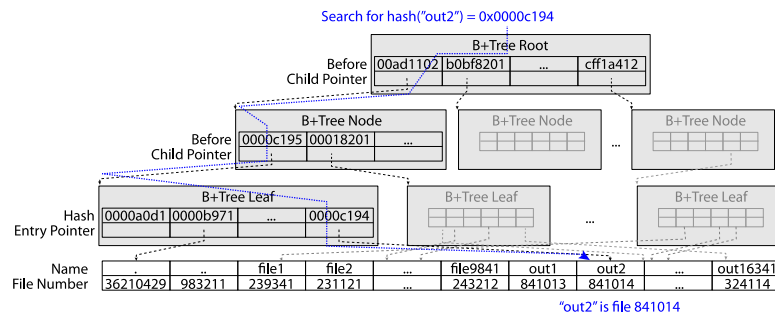 Search for hash("out2") = 0x0000c194
B+Tree Root
Before 00ad1102 b0bf8201 ... cff1a412
Child Pointer
B+Tree Node B+Tree Node B+Tree Node
Before 0000c195 00018201 ...
Child Pointer ...
B+Tree Leaf B+Tree Leaf B+Tree Leaf
Hash 0000a0d1 0000b971 ... 0000c194
Entry Pointer ...
Name . .. file1 file2 ... file9841 out1 out2 ... out16341
File Number 36210429 983211 239341 231121 ... 243212 841013 841014 ... 324114
"out2" is file 841014